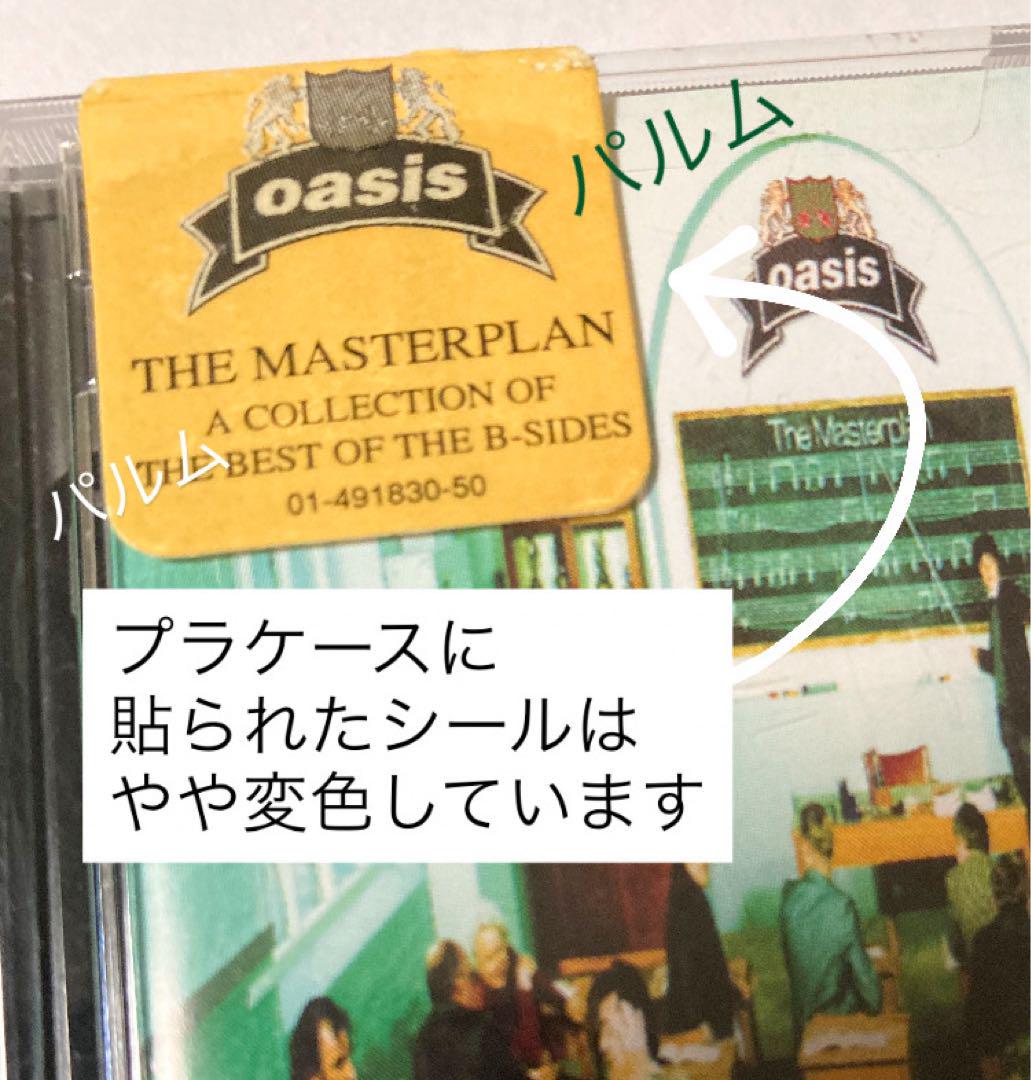 oasis
THE MASTERPLAN
A COLLECTION OF
THE BEST OF THE B-SIDES
01-491830-50
パルム
oasis
The Masterplan
パルム
プラケースに
貼られたシールは
やや変色しています